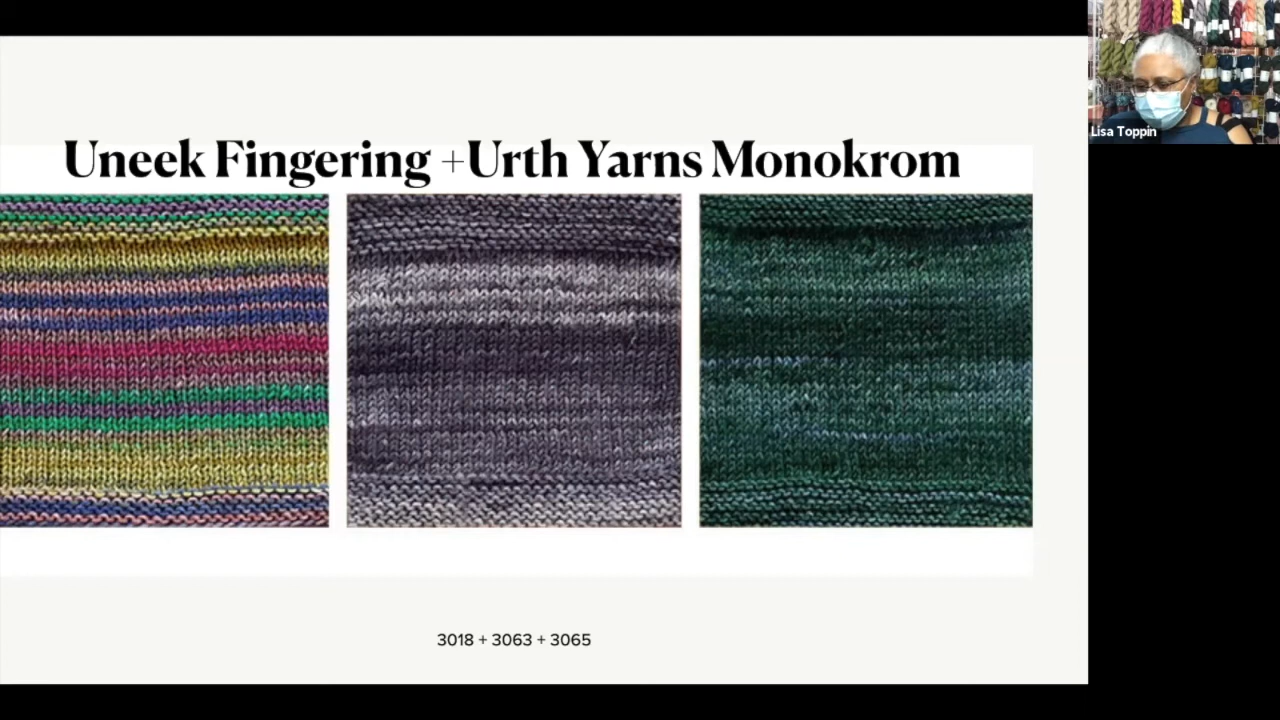 Uneek Fingering +Urth Yarns Monokrom
Lisa Toppin
3018 + 3063 + 3065